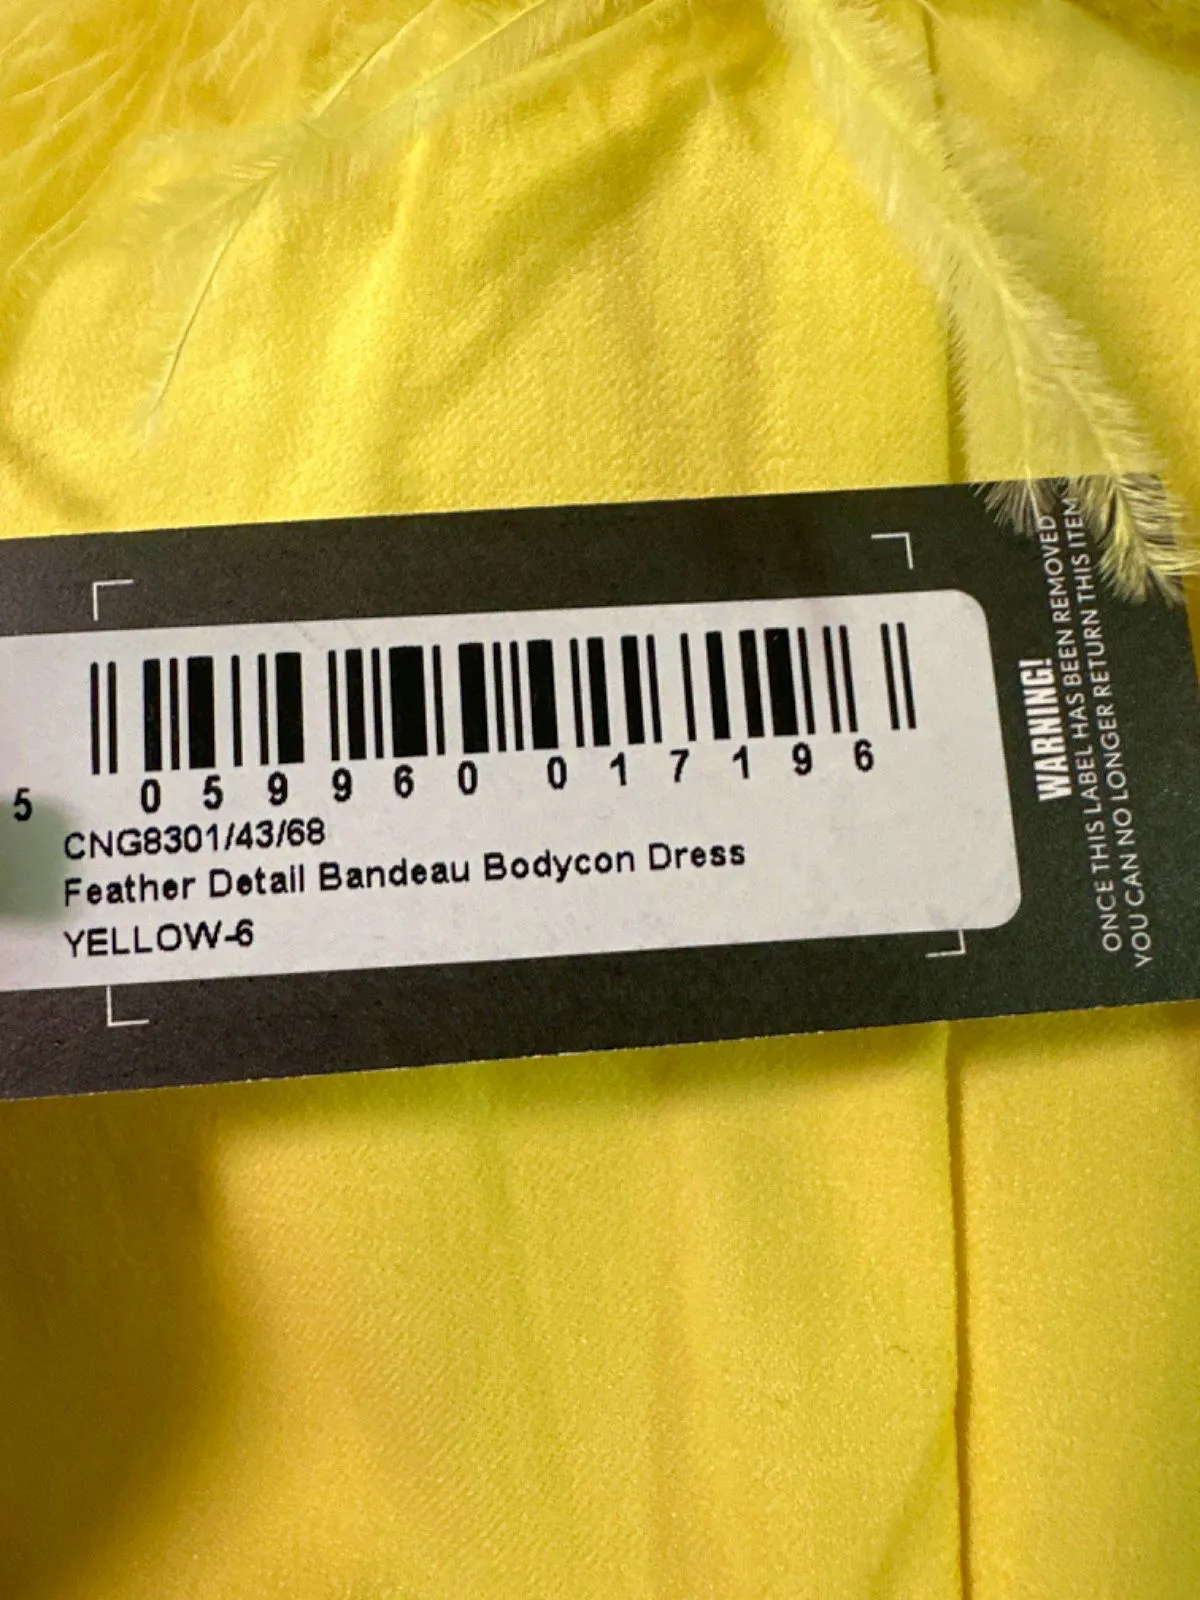 5 059960 017196
CNG8301/43/68
Feather Detail Bandeau Bodycon Dress
YELLOW-6
WARNING!
ONCE THIS LABEL HAS BEEN REMOVED
YOU CAN NO LONGER RETURN THIS ITEM